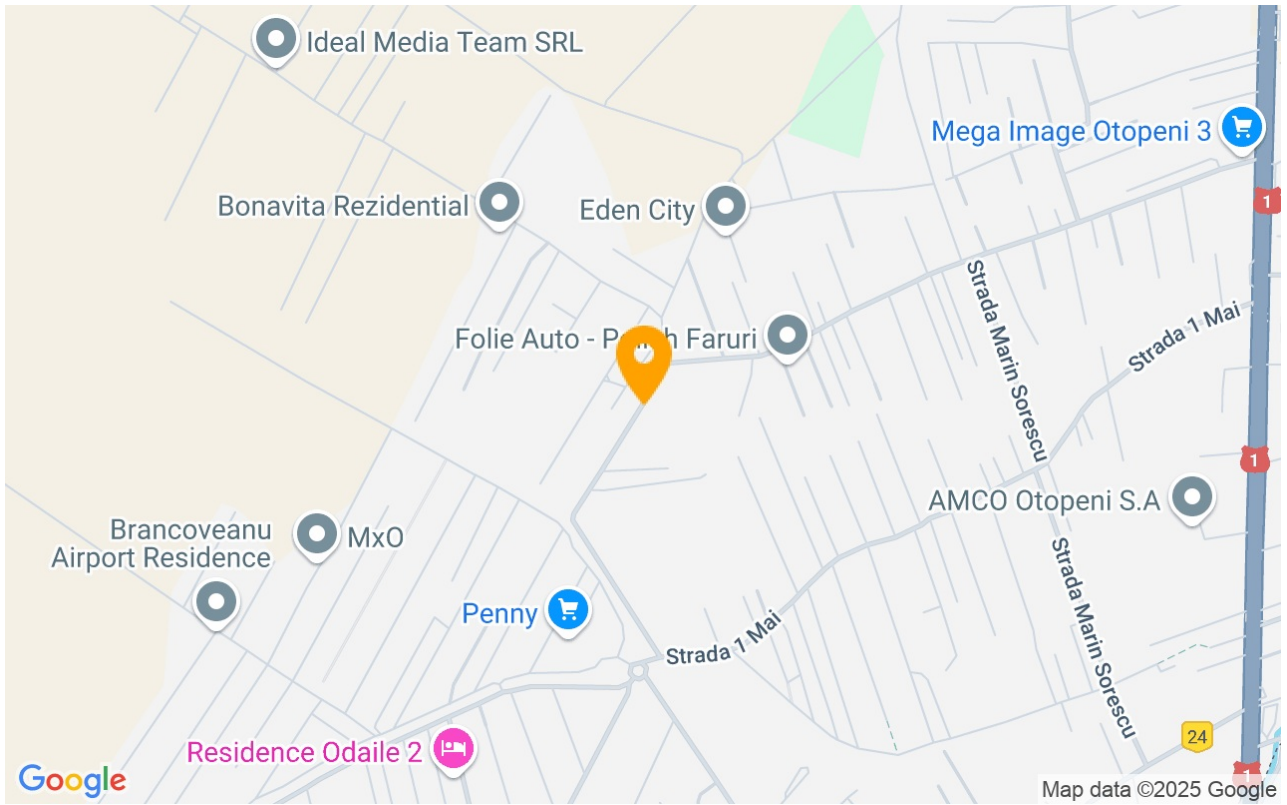 Ideal Media Team SRL
Mega Image Otopeni 3
Bonavita Rezidential
Eden City
1
Strada Marin Sorescu
Strada 1 Mai
Folie Auto - Faruri
1
AMCO Otopeni S.A
Brancoveanu
Airport Residence
MxO
Strada Marin Sorescu
Penny
Strada 1 Mai
24
Residence Odaile 2
1
Google
Map data ©2025 Google